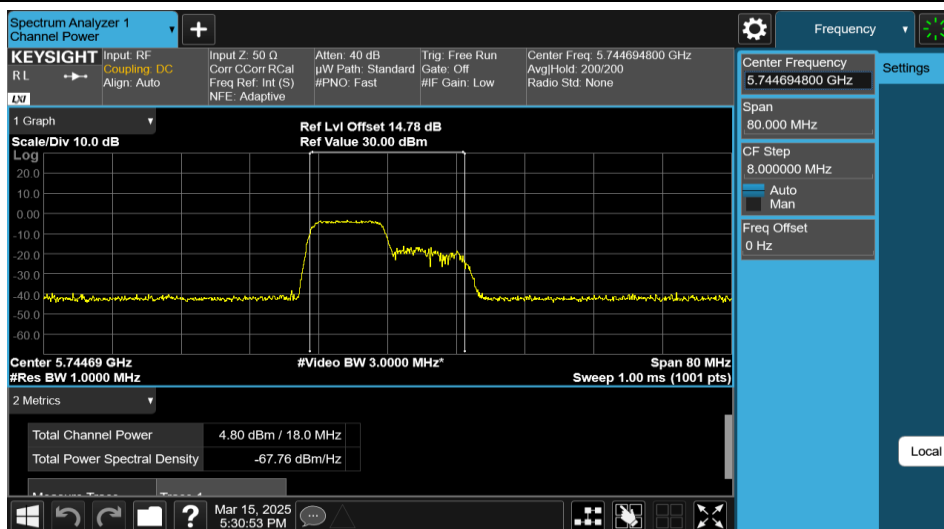 Spectrum Analyzer 1
Channel Power
Frequency
KEYSIGHT
R L
LXI
Input: RF
Coupling: DC
Align: Auto
Input Z: 50 Ω
Corr CCorr RCal
Freq Ref: Int (S)
NFE: Adaptive
Atten: 40 dB
µW Path: Standard
#PNO: Fast
Trig: Free Run
Gate: Off
#IF Gain: Low
Center Freq: 5.744694800 GHz
Avg|Hold: 200/200
Radio Std: None
Center Frequency
5.744694800 GHz
Settings
Span
80.000 MHz
CF Step
8.000000 MHz
Auto
Man
Freq Offset
0 Hz
Local
1 Graph
Scale/Div 10.0 dB
Ref Lvl Offset 14.78 dB
Ref Value 30.00 dBm
Log
20.0
10.0
0.00
-10.0
-20.0
-30.0
-40.0
-50.0
-60.0
Center 5.74469 GHz
#Video BW 3.0000 MHz*
Span 80 MHz
#Res BW 1.0000 MHz
Sweep 1.00 ms (1001 pts)
2 Metrics
Total Channel Power 4.80 dBm / 18.0 MHz
Total Power Spectral Density -67.76 dBm/Hz
Mar 15, 2025
5:30:53 PM